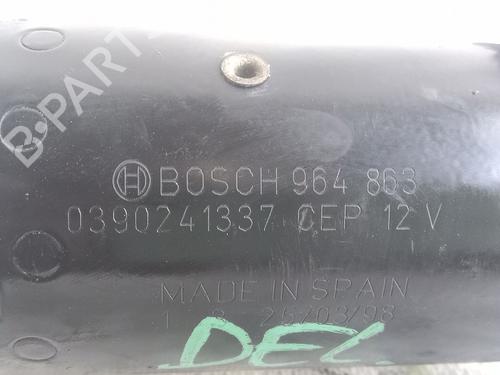 B-PARTS
BOSCH 964 863
0390241337 CEP 12 V
MADE IN SPAIN
25/03/98
DEL